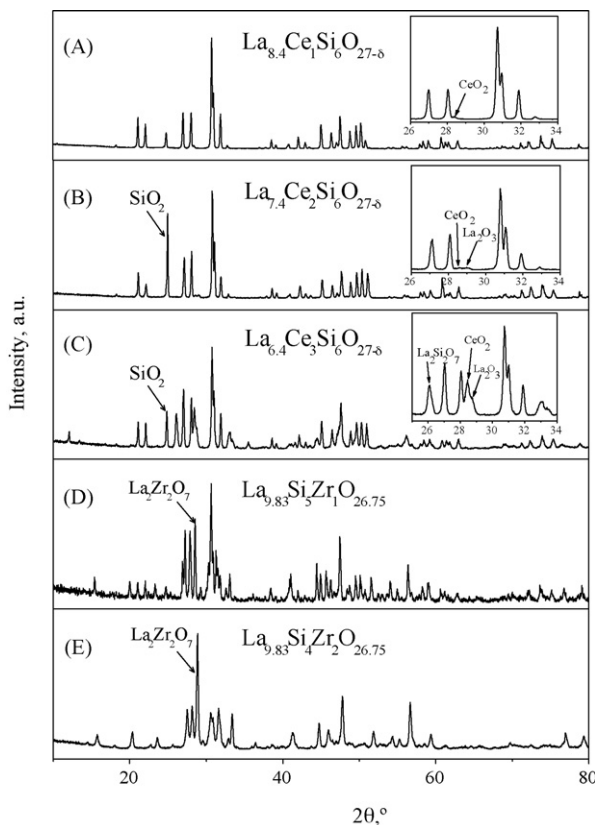 (A) La₈.₄Ce₁Si₆O₂₇₋δ
CeO₂
26 28 30 32 34
(B) La₇.₄Ce₂Si₆O₂₇₋δ
SiO₂
CeO₂
La₂O₃
26 28 30 32 34
(C) La₆.₄Ce₃Si₆O₂₇₋δ
SiO₂
La₂Si₂O₇
CeO₂
La₂O₃
26 28 30 32 34
(D) La₉.₈₃Si₅Zr₁O₂₆.₇₅
La₂Zr₂O₇
(E) La₉.₈₃Si₄Zr₂O₂₆.₇₅
La₂Zr₂O₇
Intensity, a.u.
20 40 60 80
2θ,º